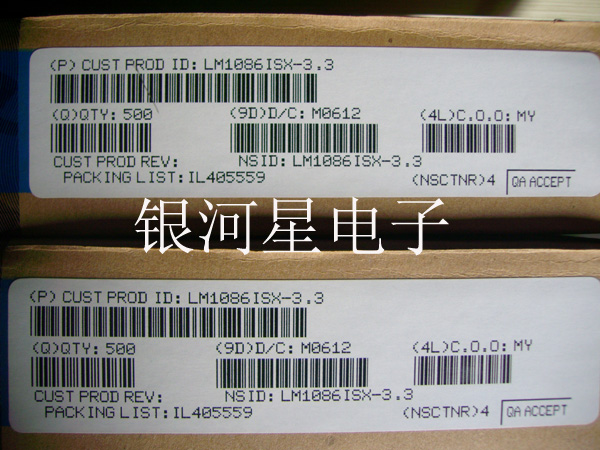 (P) CUST PROD ID: LM1086ISX-3.3
(Q)QTY: 500 (9D)D/C: M0612 (4L)C.O.O: MY
CUST PROD REV: NSID: LM1086ISX-3.3
PACKING LIST: IL405559 (NSCTNR)4 QA ACCEPT
银河星电子
(P) CUST PROD ID: LM1086ISX-3.3
(Q)QTY: 500 (9D)D/C: M0612 (4L)C.O.O: MY
CUST PROD REV: NSID: LM1086ISX-3.3
PACKING LIST: IL405559 (NSCTNR)4 QA ACCEPT